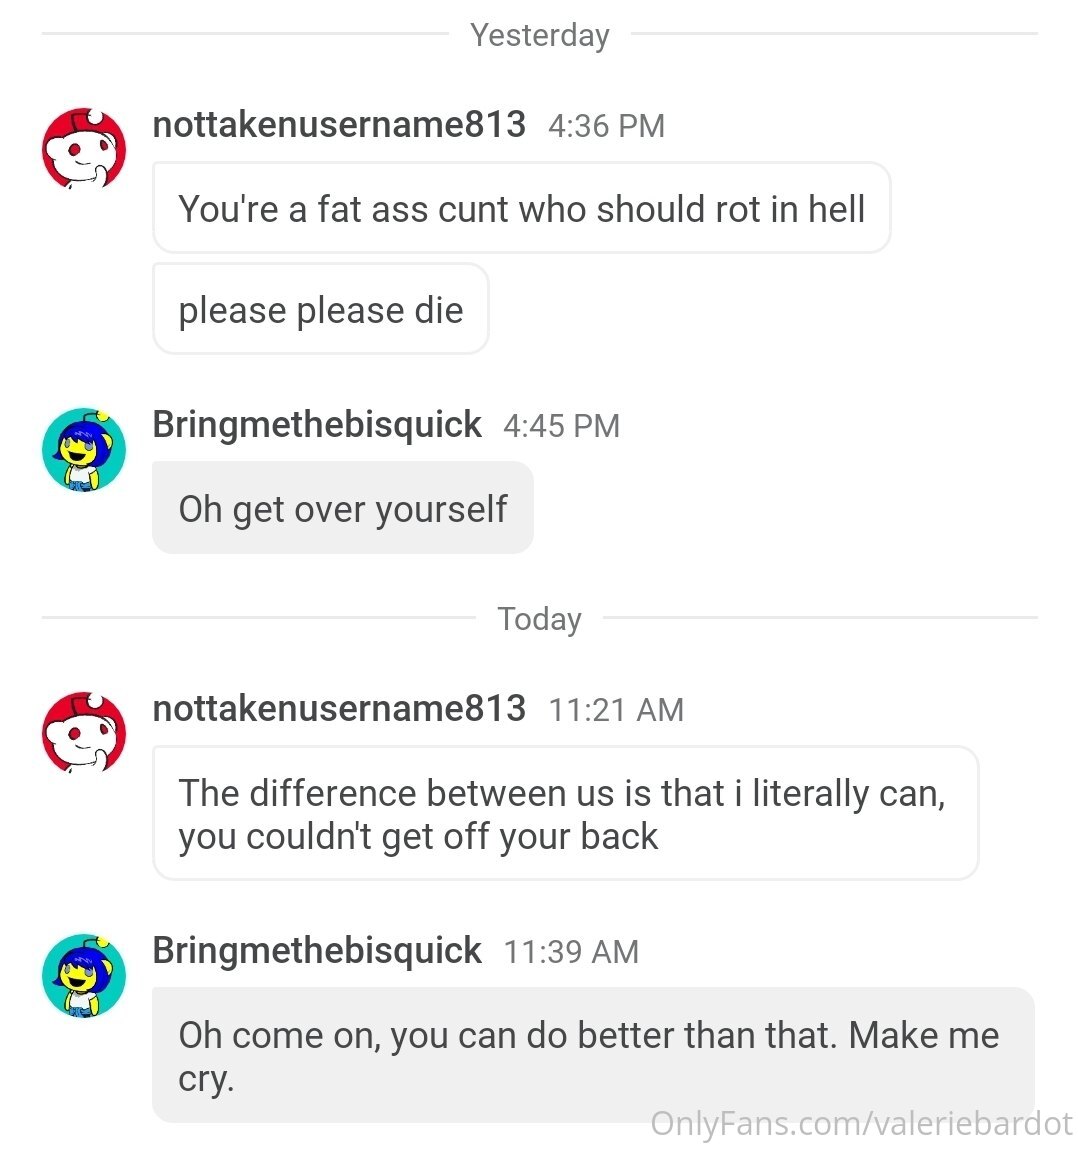 Yesterday
nottakenusername813 4:36 PM
You're a fat ass cunt who should rot in hell
please please die
Bringmethebisquick 4:45 PM
Oh get over yourself
Today
nottakenusername813 11:21 AM
The difference between us is that i literally can,
you couldn't get off your back
Bringmethebisquick 11:39 AM
Oh come on, you can do better than that. Make me
cry.
OnlyFans.com/valeriebardot